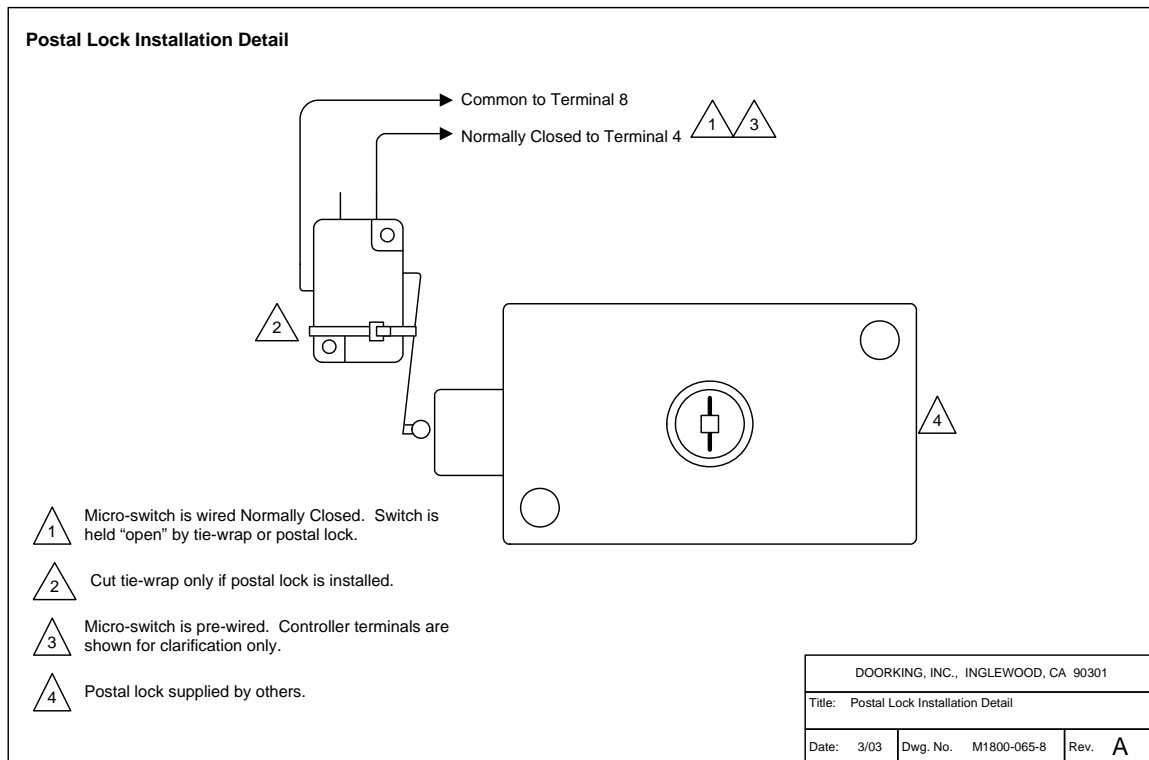 Postal Lock Installation Detail
Common to Terminal 8
Normally Closed to Terminal 4
1 3
2
4
1 Micro-switch is wired Normally Closed. Switch is
held “open” by tie-wrap or postal lock.
2 Cut tie-wrap only if postal lock is installed.
3 Micro-switch is pre-wired. Controller terminals are
shown for clarification only.
4 Postal lock supplied by others.
DOORKING, INC., INGLEWOOD, CA 90301
Title: Postal Lock Installation Detail
Date: 3/03 Dwg. No. M1800-065-8 Rev. A